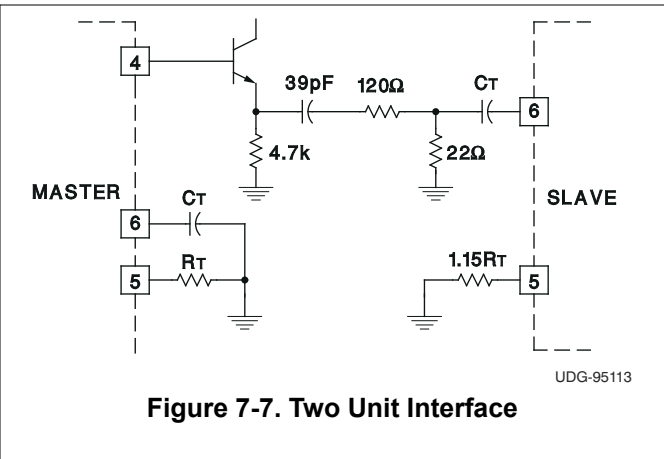 4
39pF
120Ω
CT
6
4.7k
22Ω
MASTER
SLAVE
CT
6
RT
5
1.15RT
5
UDG-95113
Figure 7-7. Two Unit Interface